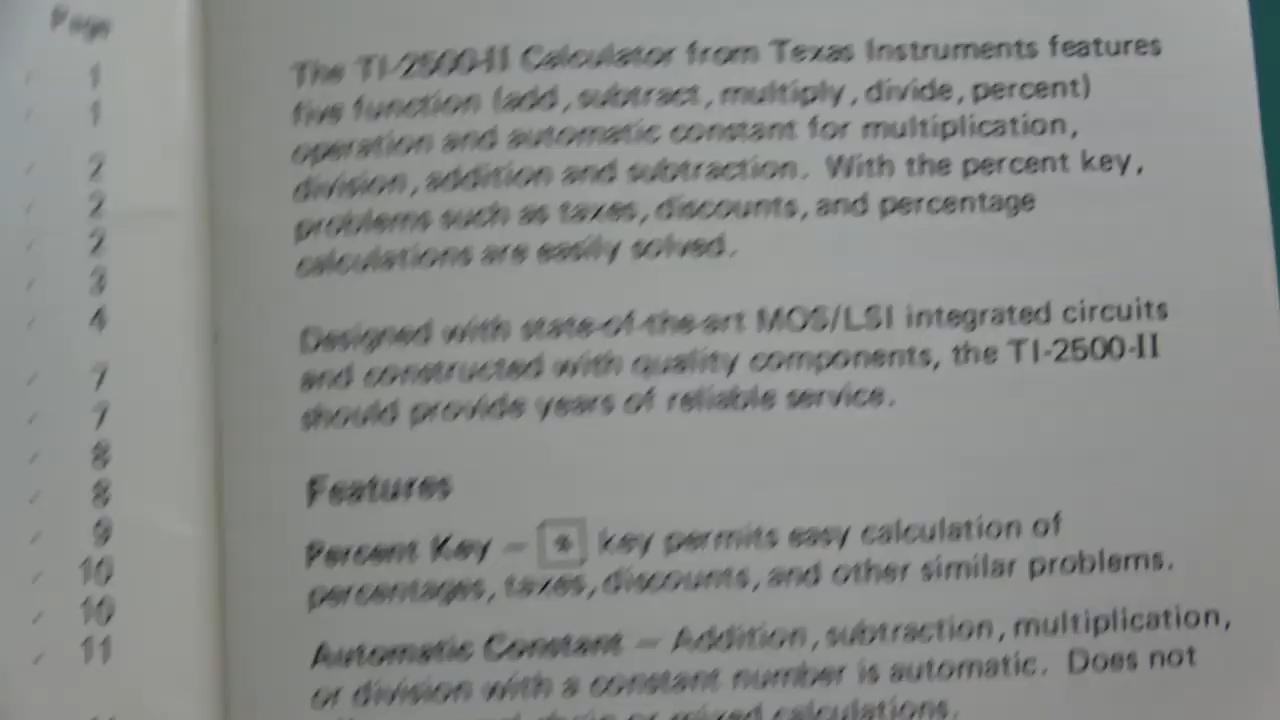 Page
1
1
2
2
2
3
4
7
7
8
8
9
10
10
11
The TI-2500-II Calculator from Texas Instruments features
five function (add, subtract, multiply, divide, percent)
operation and automatic constant for multiplication,
division, addition and subtraction. With the percent key,
problems such as taxes, discounts, and percentage
calculations are easily solved.
Designed with state-of-the-art MOS/LSI integrated circuits
and constructed with quality components, the TI-2500-II
should provide years of reliable service.
Features
Percent Key — % key permits easy calculation of
percentages, taxes, discounts, and other similar problems.
Automatic Constant — Addition, subtraction, multiplication,
or division with a constant number is automatic. Does not
or mixed calculations.